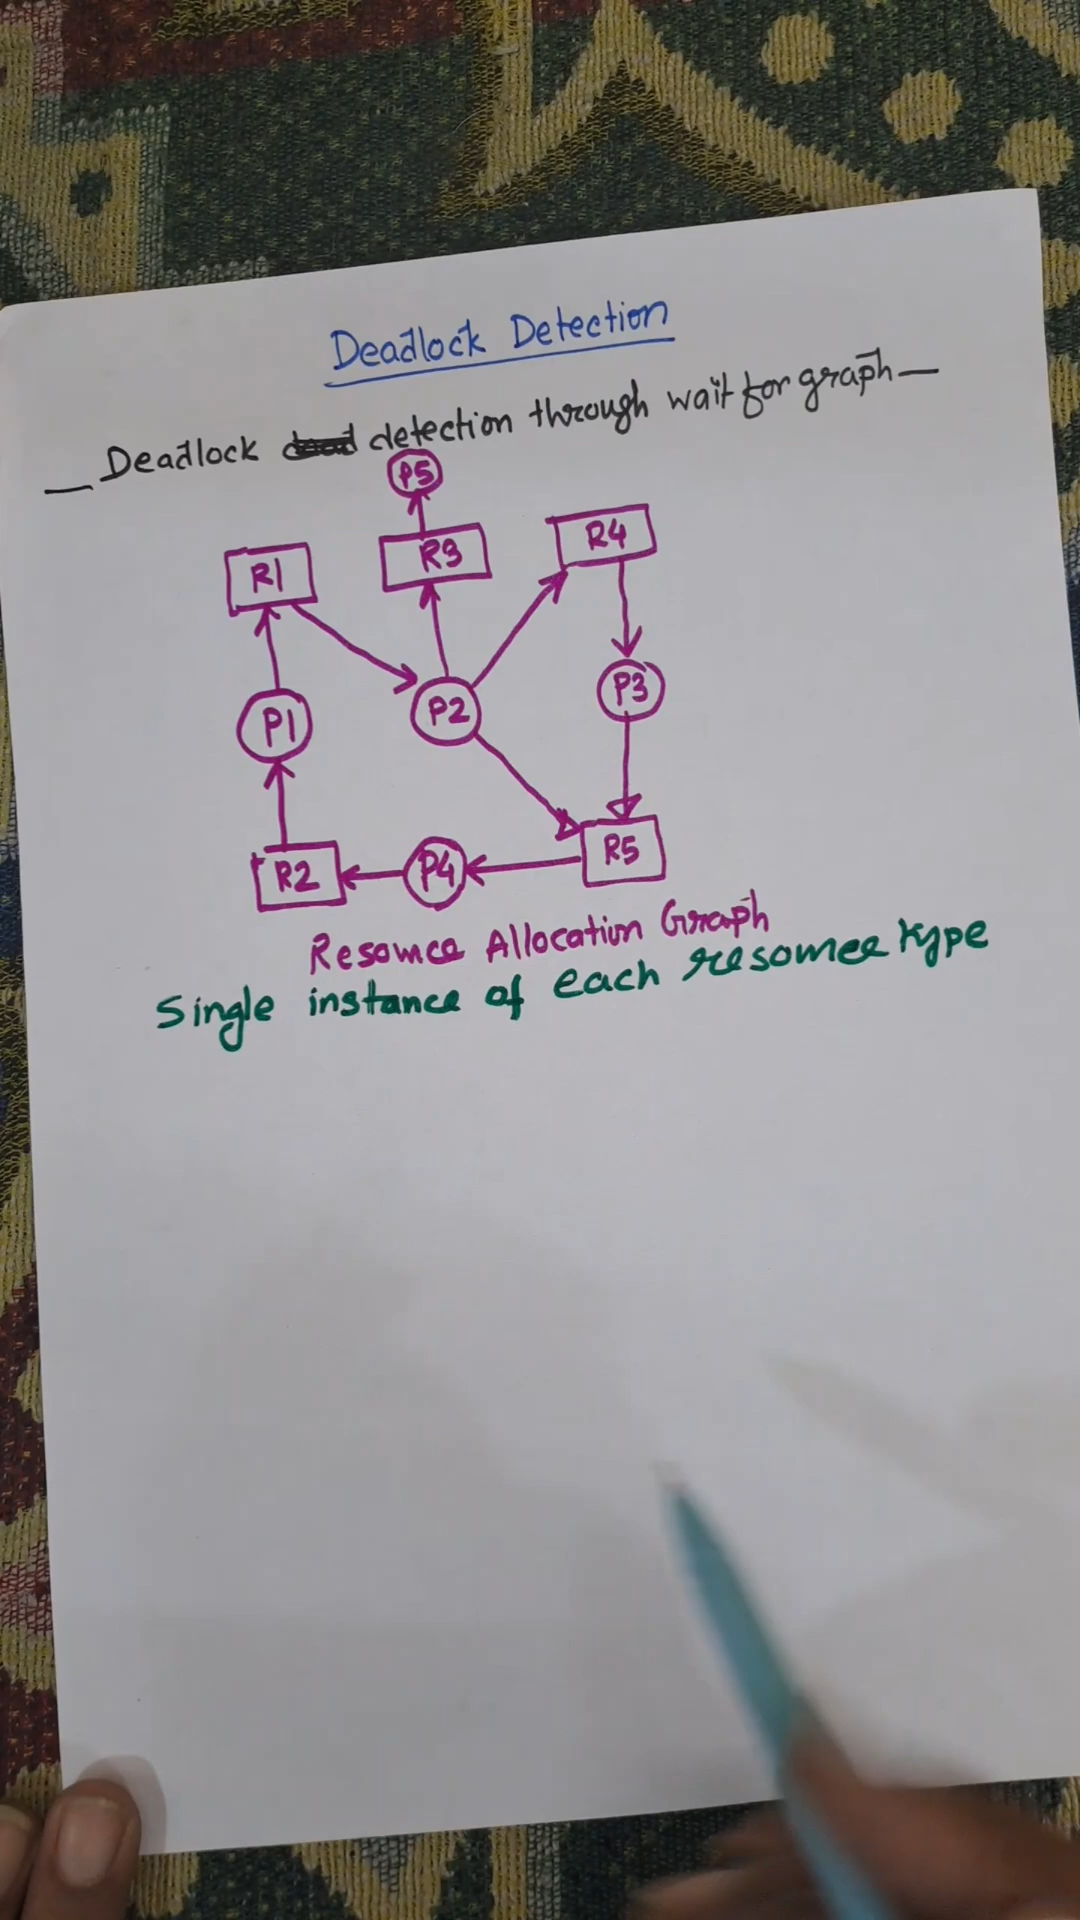 Deadlock Detection
Deadlock detection through wait for graph
P5
R1 R3 R4
P1 P2 P3
R2 P4 R5
Resource Allocation Graph
Single instance of each resource type